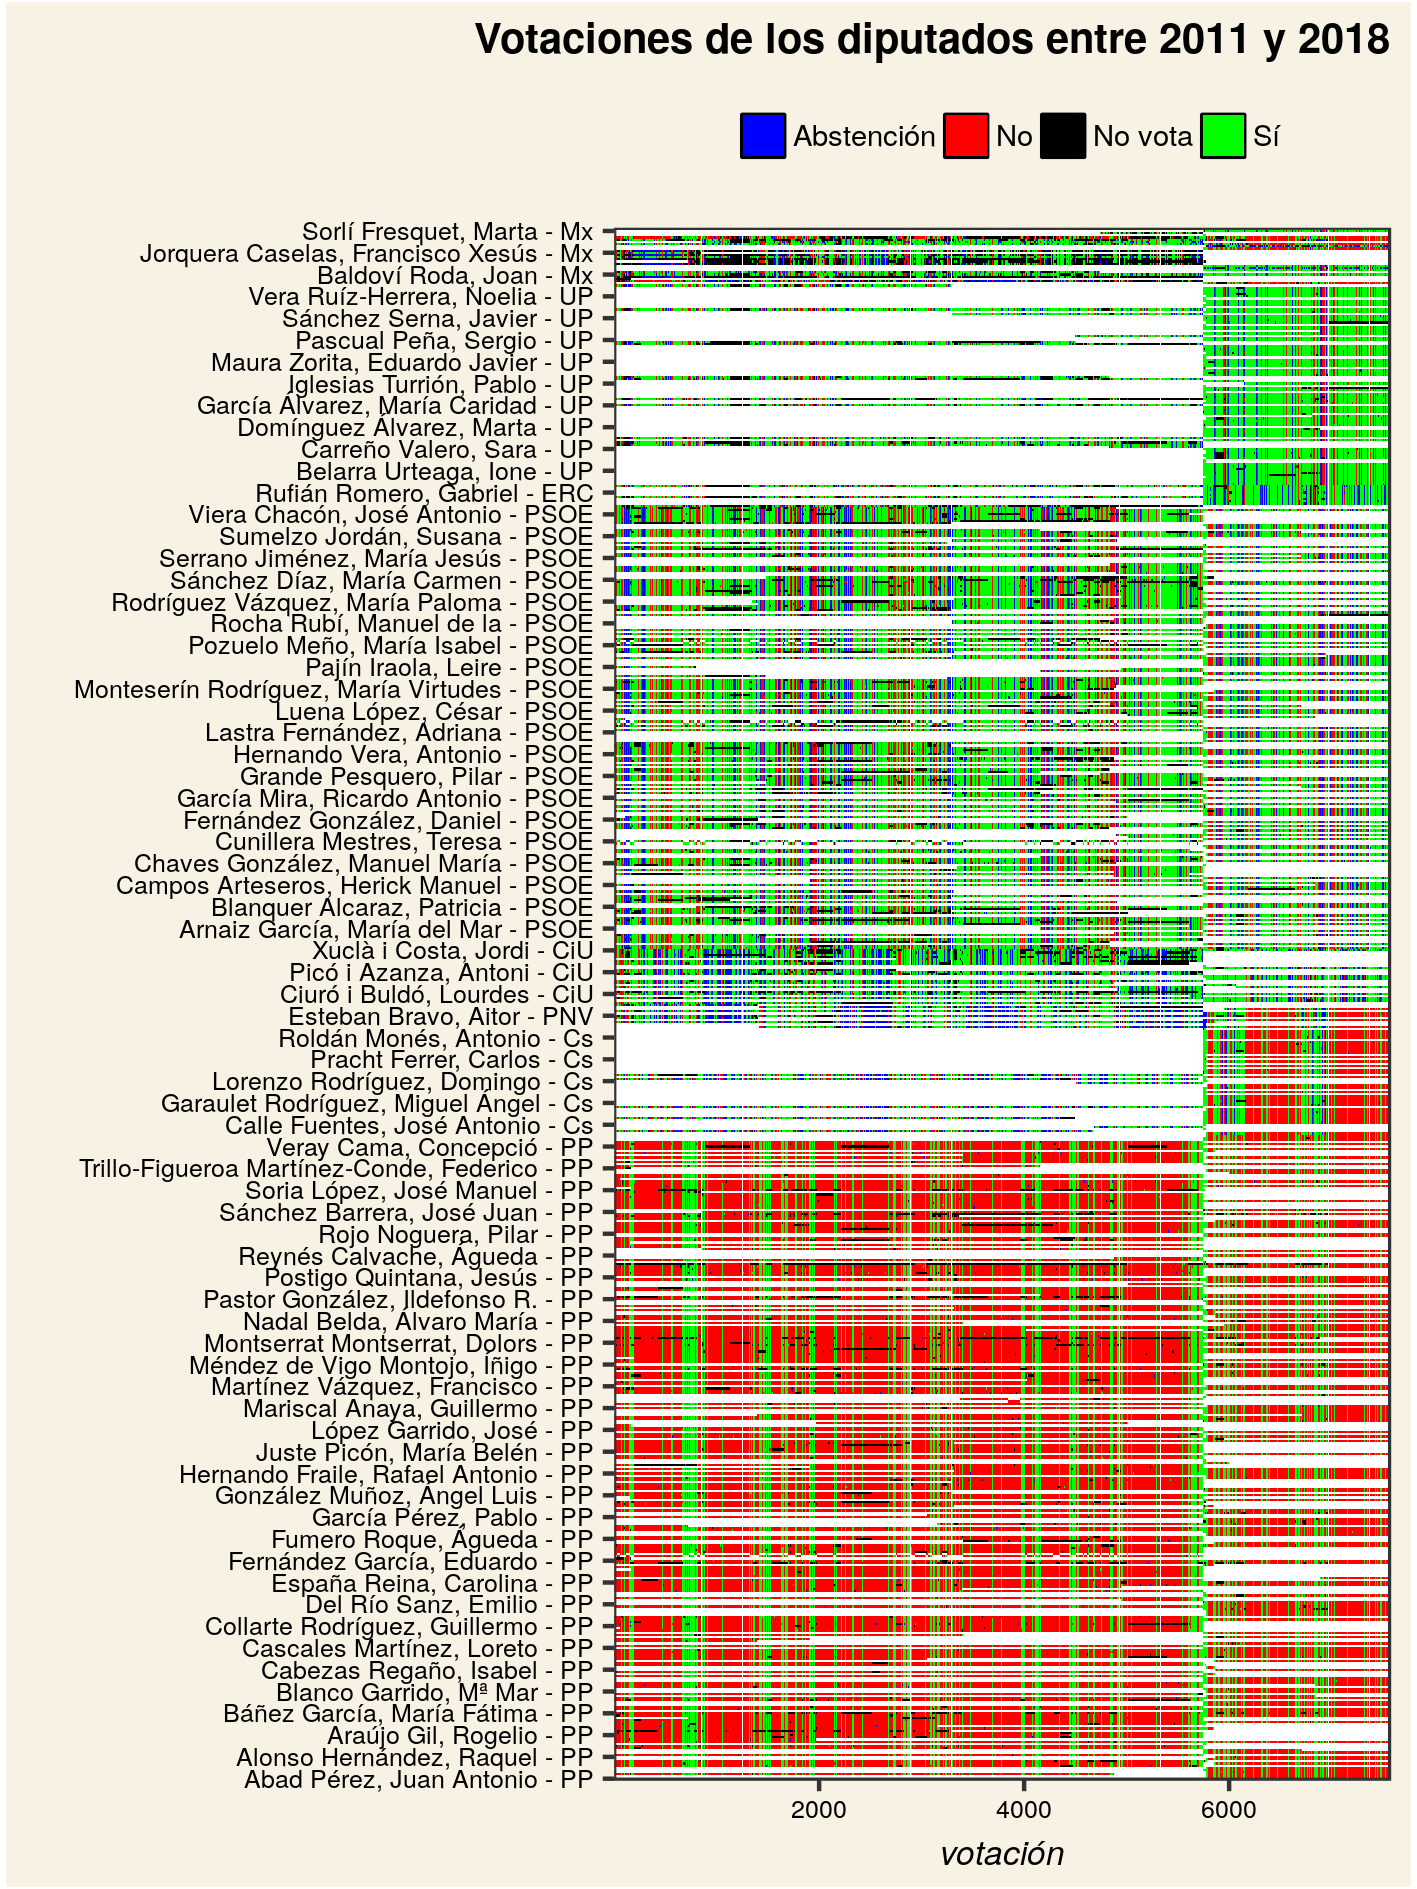 Votaciones de los diputados entre 2011 y 2018
Abstención No No vota Sí
Sorlí Fresquet, Marta - Mx
Jorquera Caselas, Francisco Xesús - Mx
Baldoví Roda, Joan - Mx
Vera Ruíz-Herrera, Noelia - UP
Sánchez Serna, Javier - UP
Pascual Peña, Sergio - UP
Maura Zorita, Eduardo Javier - UP
Iglesias Turrión, Pablo - UP
García Álvarez, María Caridad - UP
Domínguez Álvarez, Marta - UP
Carreño Valero, Sara - UP
Belarra Urteaga, Ione - UP
Rufián Romero, Gabriel - ERC
Viera Chacón, José Antonio - PSOE
Sumelzo Jordán, Susana - PSOE
Serrano Jiménez, María Jesús - PSOE
Sánchez Díaz, María Carmen - PSOE
Rodríguez Vázquez, María Paloma - PSOE
Rocha Rubí, Manuel de la - PSOE
Pozuelo Meño, María Isabel - PSOE
Pajín Iraola, Leire - PSOE
Monteserín Rodríguez, María Virtudes - PSOE
Luena López, César - PSOE
Lastra Fernández, Adriana - PSOE
Hernando Vera, Antonio - PSOE
Grande Pesquero, Pilar - PSOE
García Mira, Ricardo Antonio - PSOE
Fernández González, Daniel - PSOE
Cunillera Mestres, Teresa - PSOE
Chaves González, Manuel María - PSOE
Campos Arteseros, Herick Manuel - PSOE
Blanquer Alcaraz, Patricia - PSOE
Arnaiz García, María del Mar - PSOE
Xuclà i Costa, Jordi - CiU
Picó i Azanza, Antoni - CiU
Ciuró i Buldó, Lourdes - CiU
Esteban Bravo, Aitor - PNV
Roldán Monés, Antonio - Cs
Pracht Ferrer, Carlos - Cs
Lorenzo Rodríguez, Domingo - Cs
Garaulet Rodríguez, Miguel Ángel - Cs
Calle Fuentes, José Antonio - Cs
Veray Cama, Concepció - PP
Trillo-Figueroa Martínez-Conde, Federico - PP
Soria López, José Manuel - PP
Sánchez Barrera, José Juan - PP
Rojo Noguera, Pilar - PP
Reynés Calvache, Águeda - PP
Postigo Quintana, Jesús - PP
Pastor González, Ildefonso R. - PP
Nadal Belda, Álvaro María - PP
Montserrat Montserrat, Dolors - PP
Méndez de Vigo Montojo, Íñigo - PP
Martínez Vázquez, Francisco - PP
Mariscal Anaya, Guillermo - PP
López Garrido, José - PP
Juste Picón, María Belén - PP
Hernando Fraile, Rafael Antonio - PP
González Muñoz, Ángel Luis - PP
García Pérez, Pablo - PP
Fumero Roque, Águeda - PP
Fernández García, Eduardo - PP
España Reina, Carolina - PP
Del Río Sanz, Emilio - PP
Collarte Rodríguez, Guillermo - PP
Cascales Martínez, Loreto - PP
Cabezas Regaño, Isabel - PP
Blanco Garrido, Mª Mar - PP
Báñez García, María Fátima - PP
Araújo Gil, Rogelio - PP
Alonso Hernández, Raquel - PP
Abad Pérez, Juan Antonio - PP
2000 4000 6000
votación